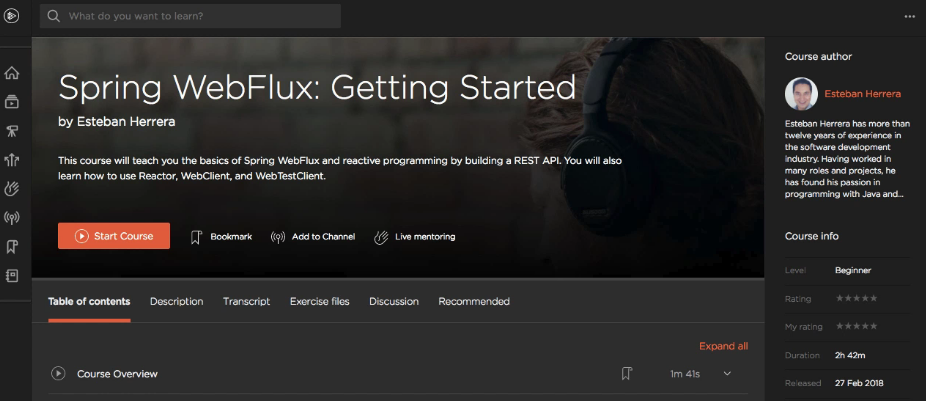 What do you want to learn?
Spring WebFlux: Getting Started
by Esteban Herrera
This course will teach you the basics of Spring WebFlux and reactive programming by building a REST API. You will also
learn how to use Reactor, WebClient, and WebTestClient.
Start Course
Bookmark
Add to Channel
Live mentoring
Table of contents
Description
Transcript
Exercise files
Discussion
Recommended
Expand all
Course Overview
1m 41s
Course author
Esteban Herrera
Esteban Herrera has more than
twelve years of experience in
the software development
industry. Having worked in
many roles and projects, he
has found his passion in
programming with Java and...
Course info
Level Beginner
Rating
My rating
Duration 2h 42m
Released 27 Feb 2018